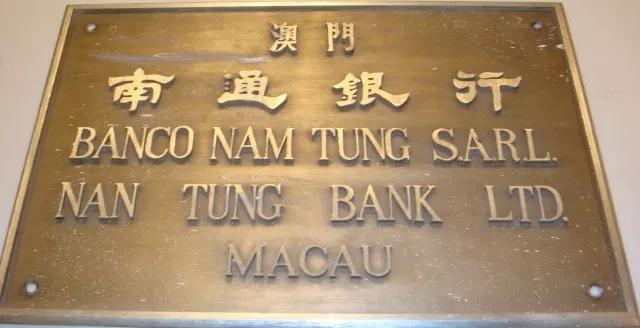 澳門
南通銀行
BANCO NAM TUNG S.A.R.L.
NAN TUNG BANK LTD.
MACAU